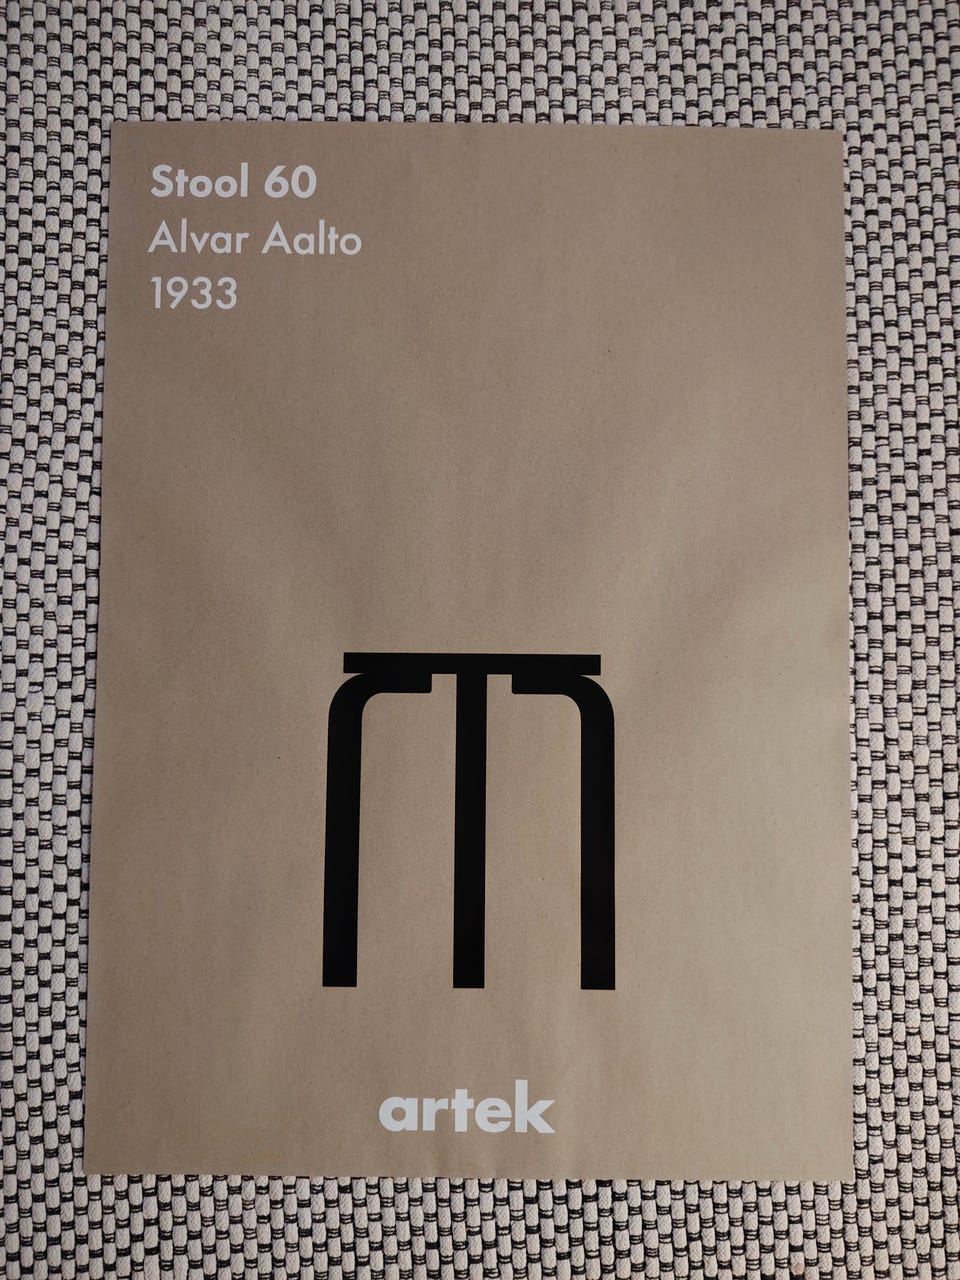 Stool 60
Alvar Aalto
1933
artek